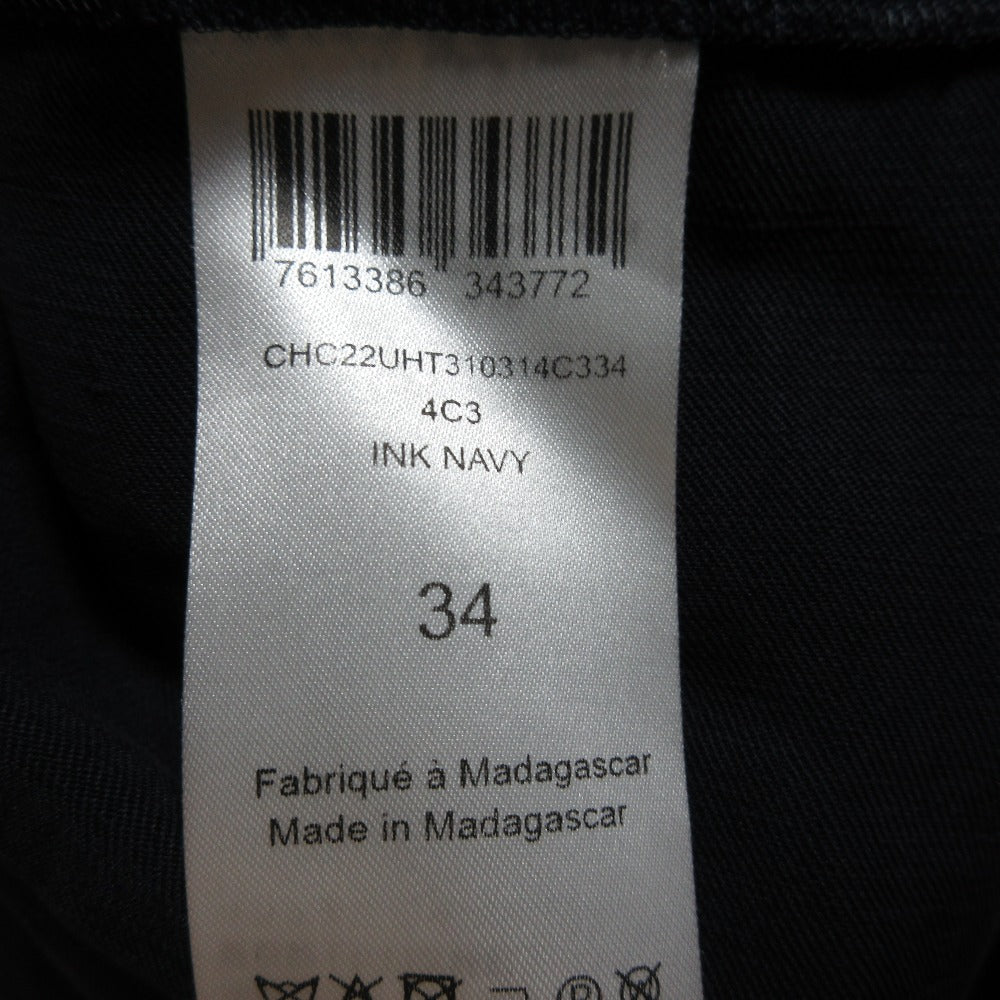 7613386 343772
CHC22UHT310314C334
4C3
INK NAVY
34
Fabriqué à Madagascar
Made in Madagascar
P